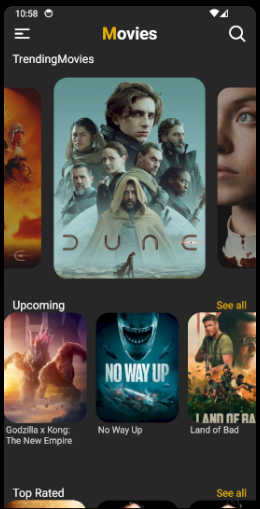 10:58
Movies
TrendingMovies
DUNE
Upcoming
See all
NO WAY UP
LAND OF BA
Godzilla x Kong:
The New Empire
No Way Up
Land of Bad
Top Rated
See all